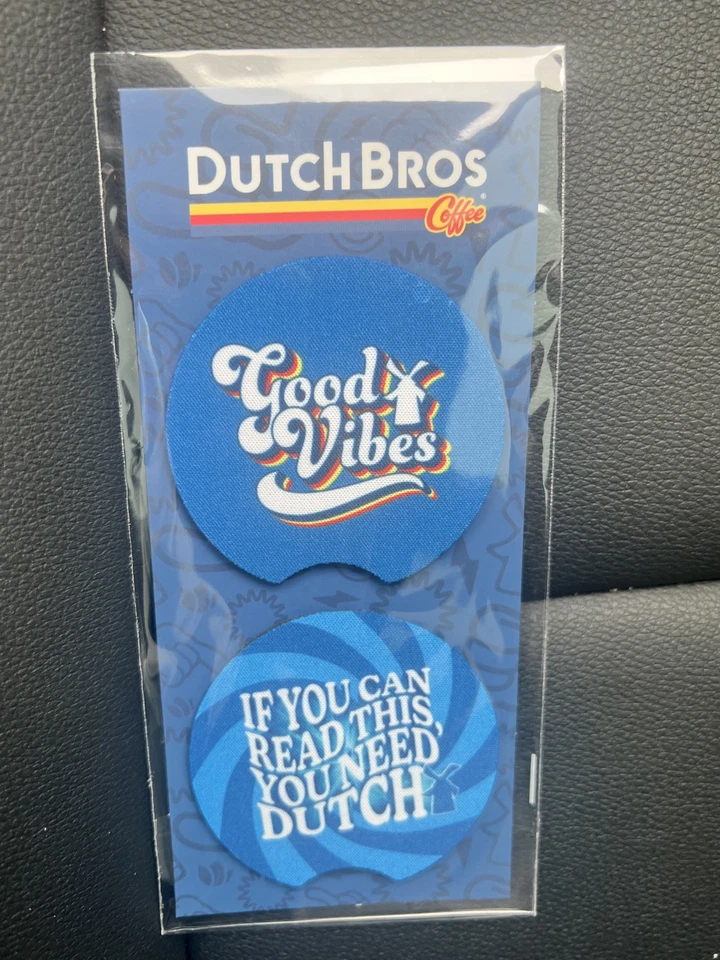 DUTCH BROS
Coffee®
Good
Vibes
IF YOU CAN
READ THIS,
YOU NEED
DUTCH